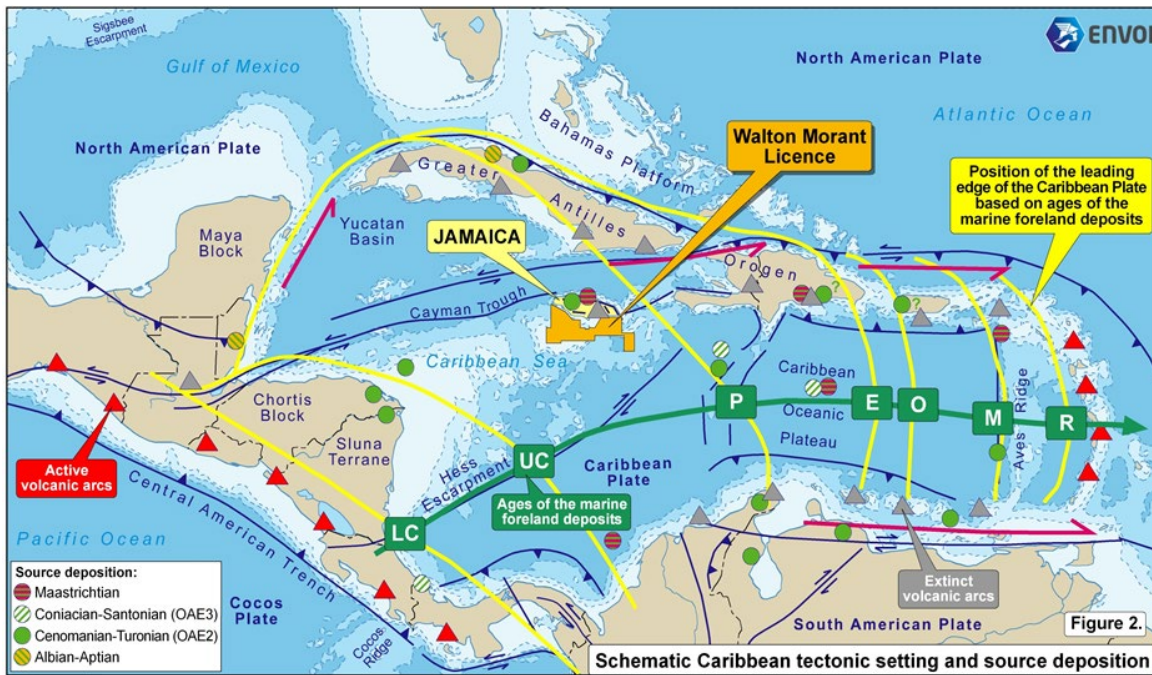 Sigsbee
Escarpment
Gulf of Mexico
North American Plate
ENVOI
Atlantic Ocean
North American Plate
Bahamas Platform
Walton Morant
Licence
Position of the leading
edge of the Caribbean Plate
based on ages of the
marine foreland deposits
Greater
Antilles
Orogen
Maya
Block
Yucatan
Basin
JAMAICA
Cayman Trough
Caribbean Sea
?
?
Chortis
Block
Sluna
Terrane
Caribbean
Oceanic
Plateau
P
E
O
M
R
Aves Ridge
Active
volcanic arcs
UC
Hess
Escarpment
Caribbean
Plate
Ages of the marine
foreland deposits
LC
Central American Trench
Pacific Ocean
Cocos
Plate
Cocos
Ridge
Extinct
volcanic arcs
South American Plate
Source deposition:
Maastrichtian
Coniacian-Santonian (OAE3)
Cenomanian-Turonian (OAE2)
Albian-Aptian
Figure 2.
Schematic Caribbean tectonic setting and source deposition